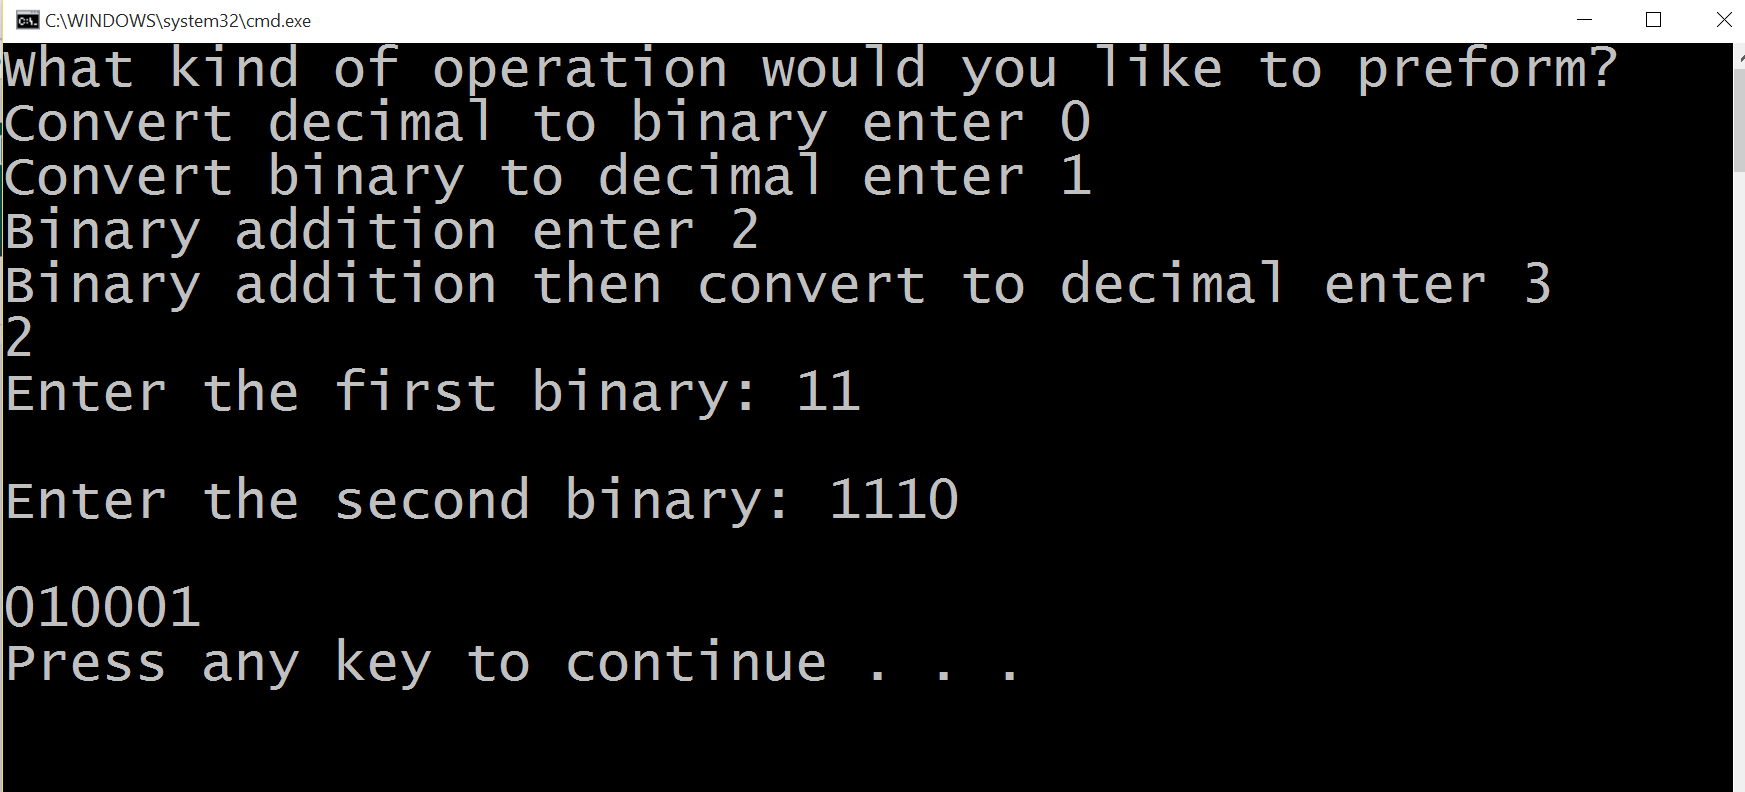 C:\WINDOWS\system32\cmd.exe
What kind of operation would you like to preform?
Convert decimal to binary enter 0
Convert binary to decimal enter 1
Binary addition enter 2
Binary addition then convert to decimal enter 3
2
Enter the first binary: 11
Enter the second binary: 1110
010001
Press any key to continue . . .